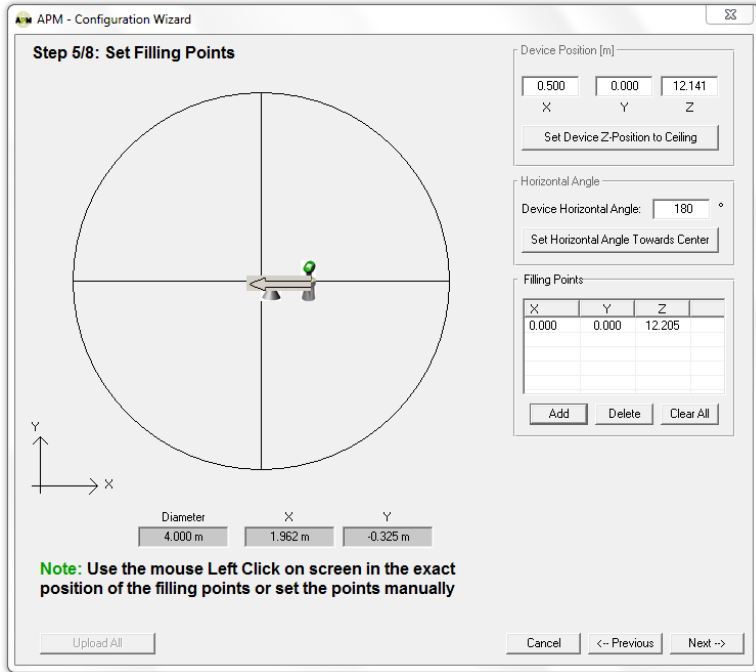 APM APM - Configuration Wizard
Step 5/8: Set Filling Points
Device Position [m]
0.500 0.000 12.141
X Y Z
Set Device Z-Position to Ceiling
Horizontal Angle
Device Horizontal Angle: 180 °
Set Horizontal Angle Towards Center
Filling Points
X Y Z
0.000 0.000 12.205
Add Delete Clear All
Y
X
Diameter X Y
4.000 m 1.962 m -0.325 m
Note: Use the mouse Left Click on screen in the exact
position of the filling points or set the points manually
Upload All Cancel <-- Previous Next -->